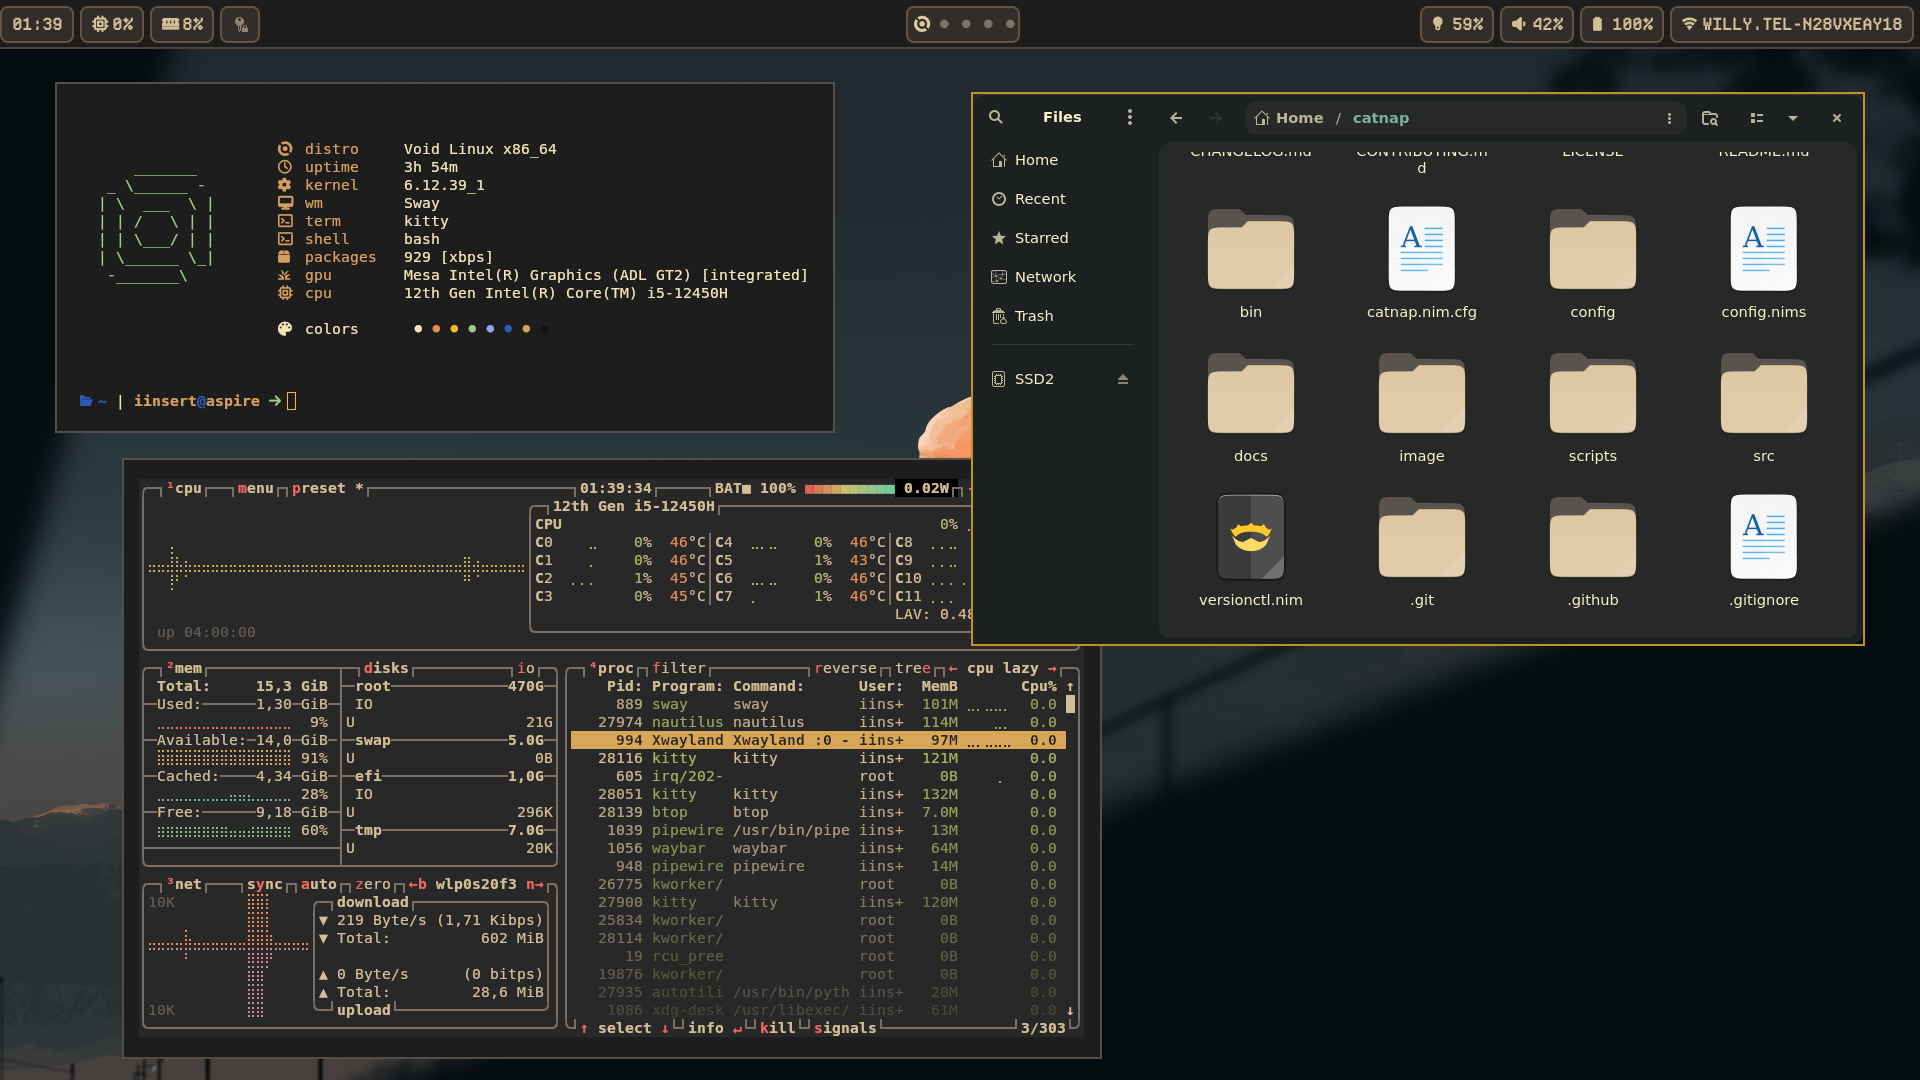 01:39 0% 8% 59% 42% 100% WILLY.TEL-N28VXEAY18
distro Void Linux x86_64
uptime 3h 54m
kernel 6.12.39_1
wm Sway
term kitty
shell bash
packages 929 [xbps]
gpu Mesa Intel(R) Graphics (ADL GT2) [integrated]
cpu 12th Gen Intel(R) Core(TM) i5-12450H
colors
~ | iinsert@aspire
Files
Home / catnap
Home
Recent
Starred
Network
Trash
SSD2
CHANGELOG.md CONTRIBUTING.md LICENSE README.md
bin catnap.nim.cfg config config.nims
docs image scripts src
versionctl.nim .git .github .gitignore
¹cpu menu preset * 01:39:34 BAT 100% 0.02W
12th Gen i5-12450H
CPU 0%
C0 0% 46°C C4 0% 46°C C8
C1 0% 46°C C5 1% 43°C C9
C2 1% 45°C C6 0% 46°C C10
C3 0% 45°C C7 1% 46°C C11
LAV: 0.48
up 04:00:00
²mem disks io
Total: 15,3 GiB root 470G
Used: 1,30 GiB IO
9% U 21G
Available: 14,0 GiB swap 5.0G
91% U 0B
Cached: 4,34 GiB efi 1,0G
28% IO
Free: 9,18 GiB U 296K
60% tmp 7.0G
U 20K
³net sync auto zero ←b wlp0s20f3 n→
10K download
▼ 219 Byte/s (1,71 Kibps)
▼ Total: 602 MiB
▲ 0 Byte/s (0 bitps)
▲ Total: 28,6 MiB
10K upload
⁴proc filter reverse tree ← cpu lazy →
Pid: Program: Command: User: MemB Cpu% ↑
889 sway sway iins+ 101M 0.0
27974 nautilus nautilus iins+ 114M 0.0
994 Xwayland Xwayland :0 - iins+ 97M 0.0
28116 kitty kitty iins+ 121M 0.0
605 irq/202- root 0B 0.0
28051 kitty kitty iins+ 132M 0.0
28139 btop btop iins+ 7.0M 0.0
1039 pipewire /usr/bin/pipe iins+ 13M 0.0
1056 waybar waybar iins+ 64M 0.0
948 pipewire pipewire iins+ 14M 0.0
26775 kworker/ root 0B 0.0
27900 kitty kitty iins+ 120M 0.0
25834 kworker/ root 0B 0.0
28114 kworker/ root 0B 0.0
19 rcu_pree root 0B 0.0
19876 kworker/ root 0B 0.0
27935 autotili /usr/bin/pyth iins+ 20M 0.0
1086 xdg-desk /usr/libexec/ iins+ 61M 0.0 ↓
↑ select ↓ info ↵ kill signals 3/303